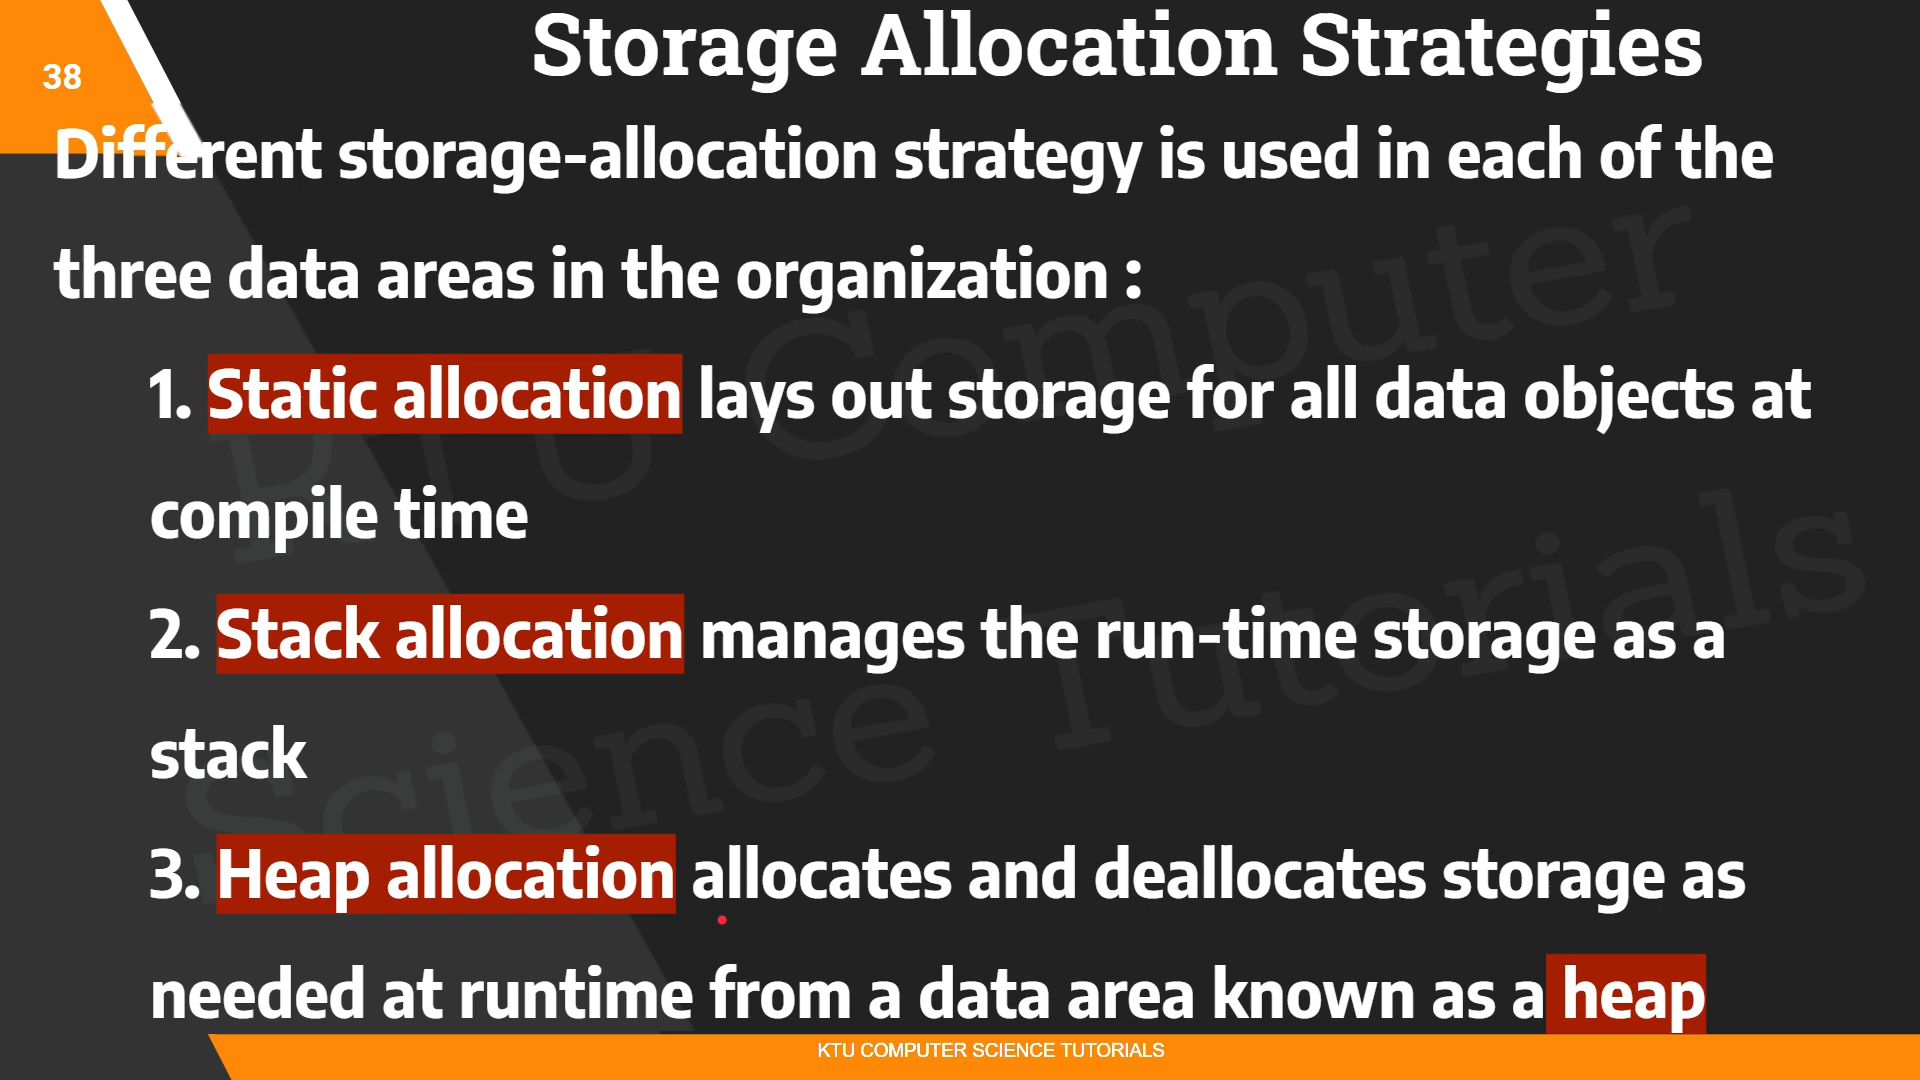 Storage Allocation Strategies
38
Different storage-allocation strategy is used in each of the
three data areas in the organization :
1. Static allocation lays out storage for all data objects at
compile time
2. Stack allocation manages the run-time storage as a
stack
3. Heap allocation allocates and deallocates storage as
needed at runtime from a data area known as a heap
KTU COMPUTER SCIENCE TUTORIALS
Computer
Science Tutorials